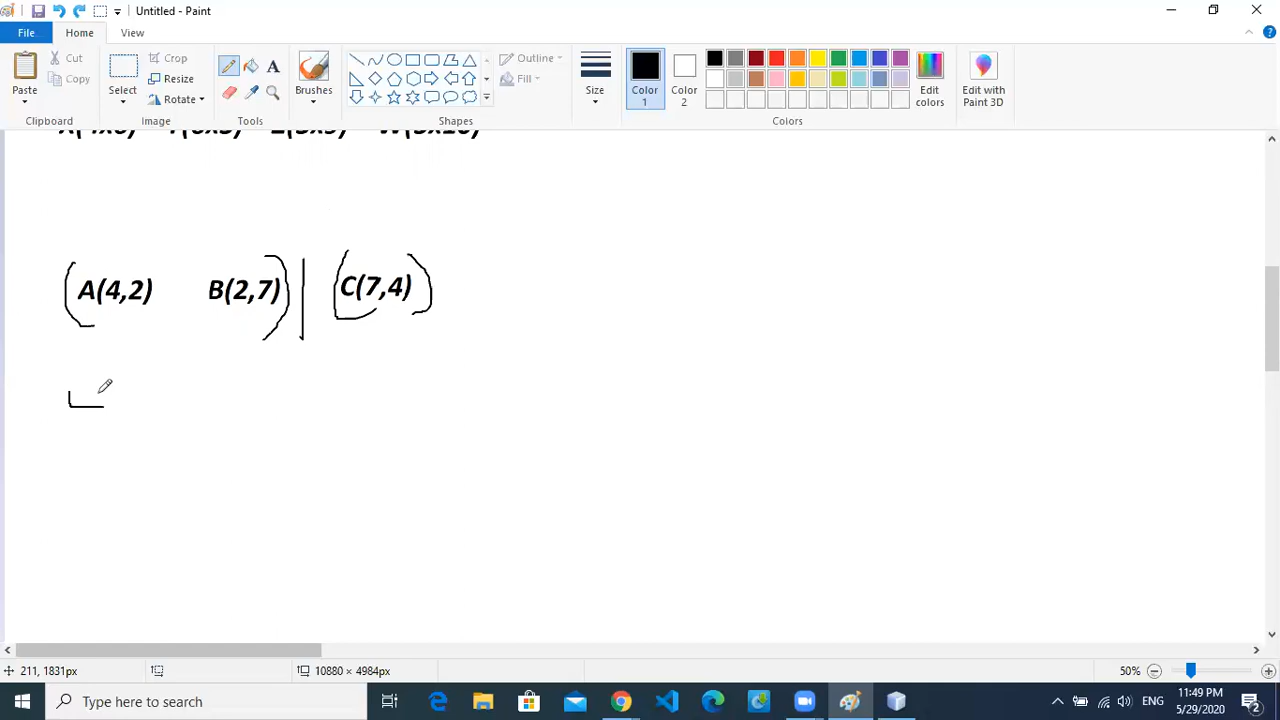 Untitled - Paint
File Home View
Paste Cut Copy Select Crop Resize Rotate Brushes Outline Fill Size Color 1 Color 2 Edit colors Edit with Paint 3D
Clipboard Image Tools Shapes Colors
A(4,2) B(2,7) C(7,4)
211, 1831px 10880 × 4984px 50%
Type here to search ENG 11:49 PM 5/29/2020 2